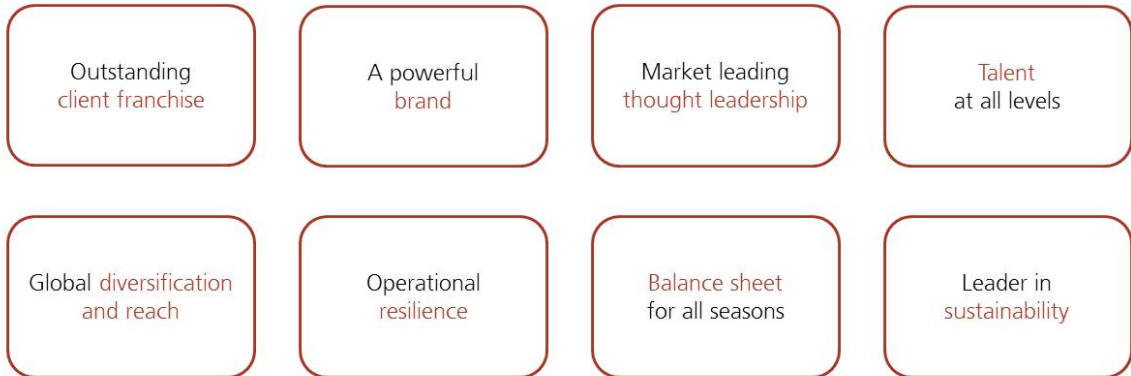 Outstanding
client franchise
A powerful
brand
Market leading
thought leadership
Talent
at all levels
Global diversification
and reach
Operational
resilience
Balance sheet
for all seasons
Leader in
sustainability